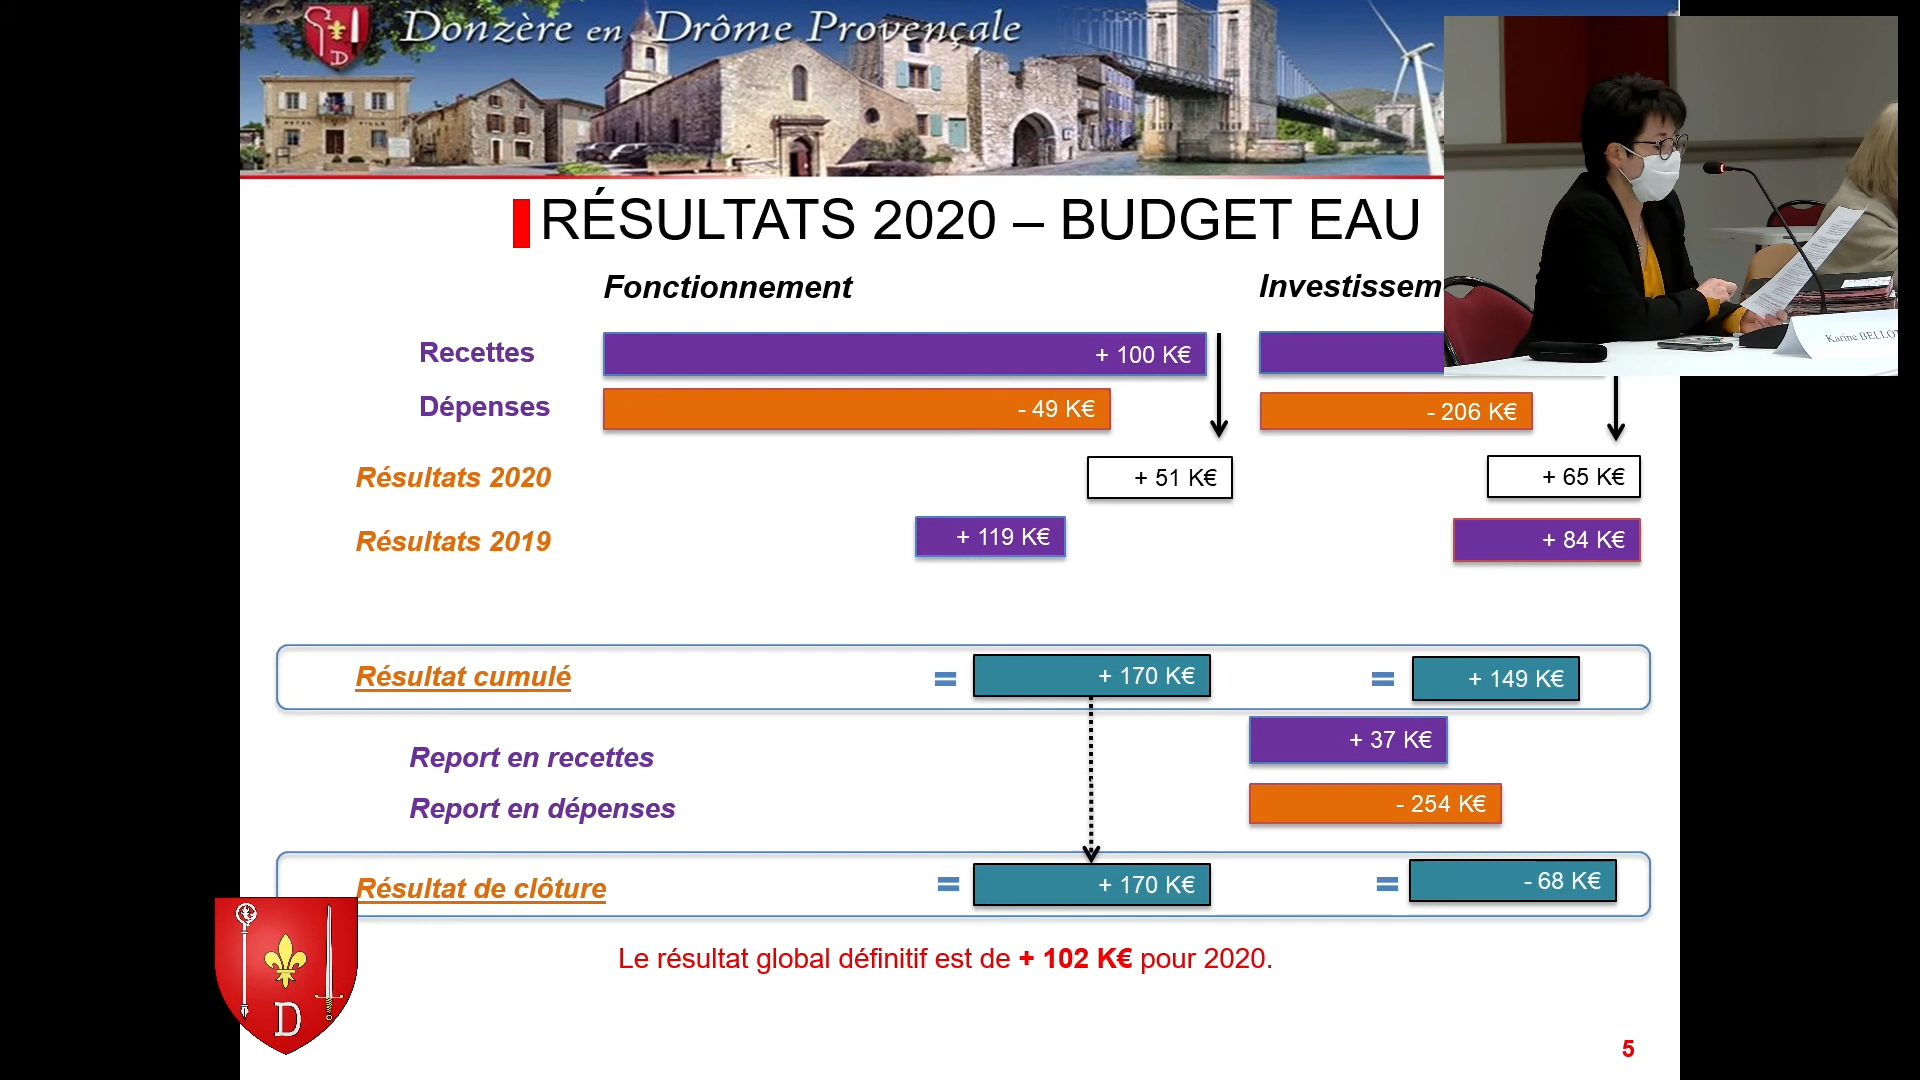 Donzère en Drôme Provençale
RÉSULTATS 2020 – BUDGET EAU
Fonctionnement
Investissem
Recettes
+ 100 K€
Dépenses
- 49 K€
- 206 K€
Résultats 2020
+ 51 K€
+ 65 K€
Résultats 2019
+ 119 K€
+ 84 K€
Résultat cumulé
=
+ 170 K€
=
+ 149 K€
Report en recettes
+ 37 K€
Report en dépenses
- 254 K€
Résultat de clôture
=
+ 170 K€
=
- 68 K€
Le résultat global définitif est de + 102 K€ pour 2020.
D
5
Karine BELLO